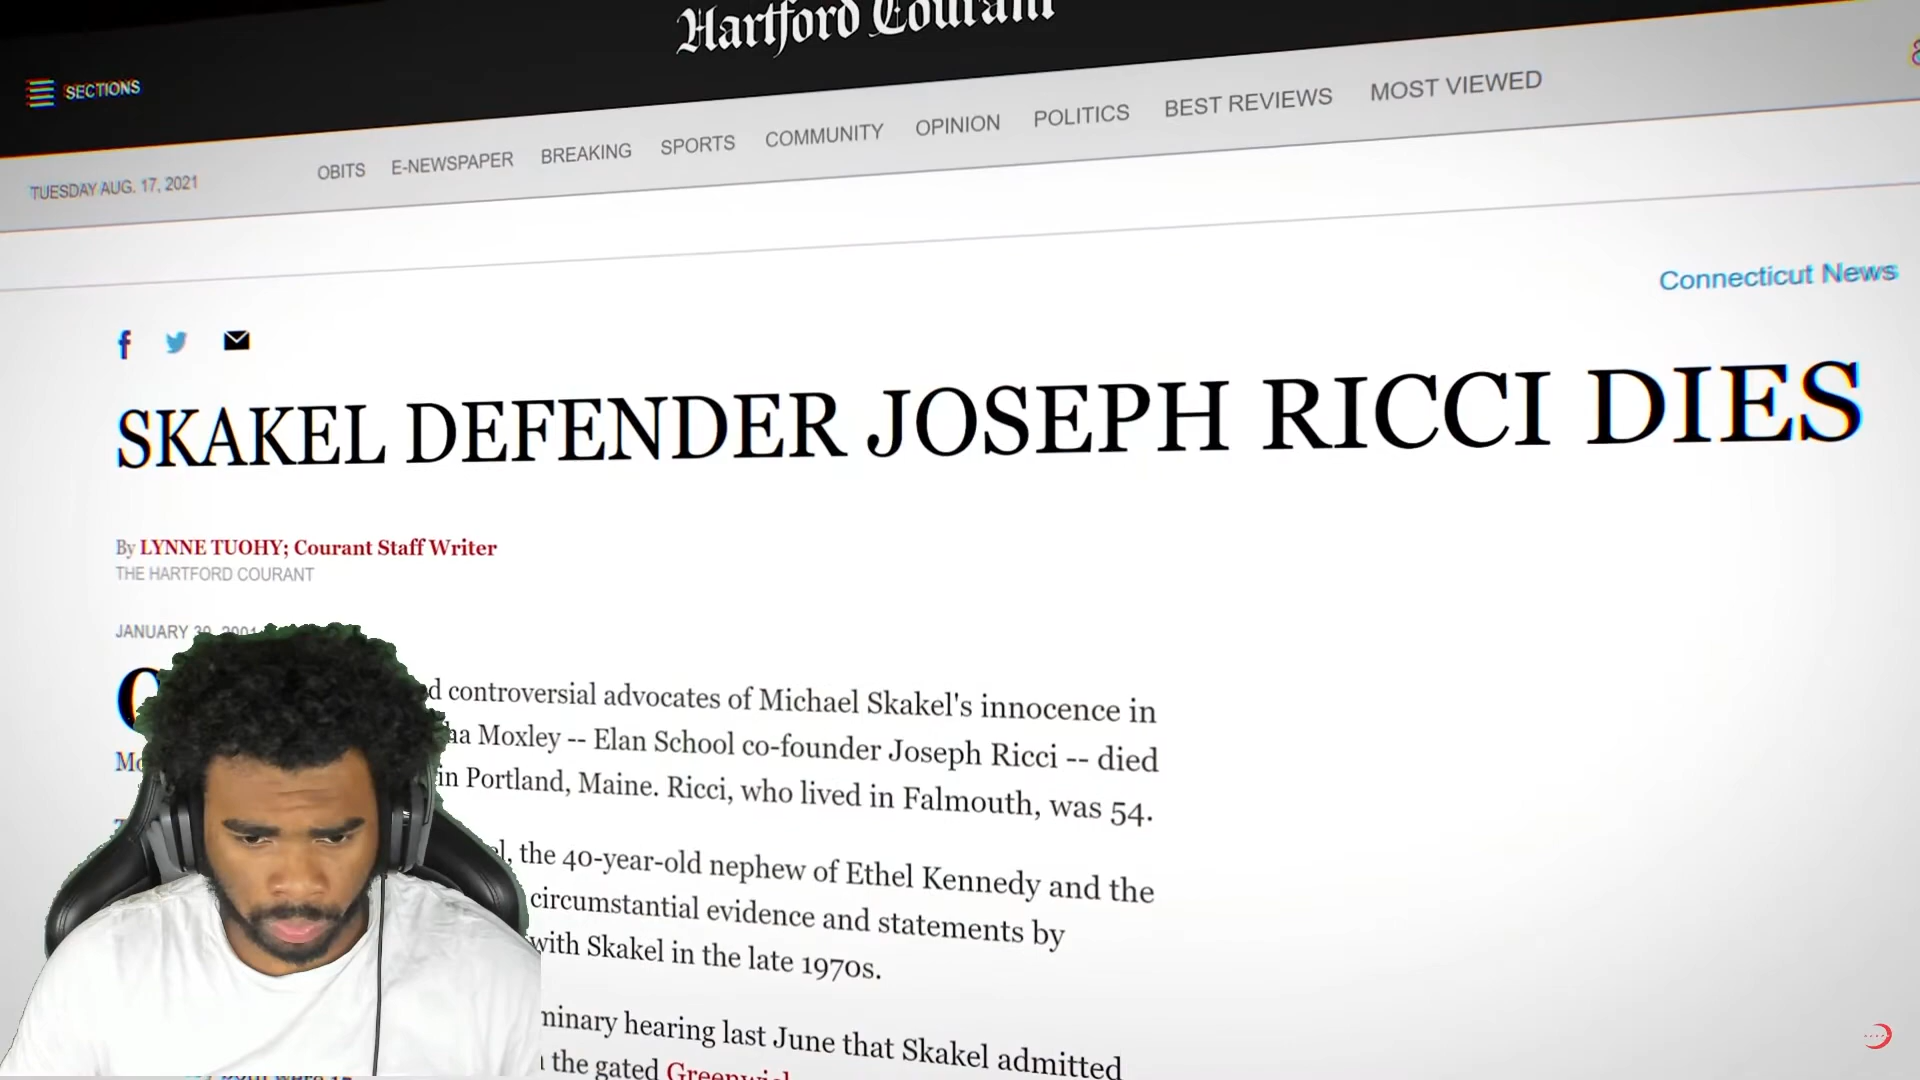 Hartford Courant
SECTIONS
TUESDAY AUG. 17, 2021
OBITS E-NEWSPAPER BREAKING SPORTS COMMUNITY OPINION POLITICS BEST REVIEWS MOST VIEWED
Connecticut News
SKAKEL DEFENDER JOSEPH RICCI DIES
By LYNNE TUOHY; Courant Staff Writer
THE HARTFORD COURANT
JANUARY 30, 2001
d controversial advocates of Michael Skakel's innocence in
Moxley -- Elan School co-founder Joseph Ricci -- died
in Portland, Maine. Ricci, who lived in Falmouth, was 54.
the 40-year-old nephew of Ethel Kennedy and the
circumstantial evidence and statements by
with Skakel in the late 1970s.
minary hearing last June that Skakel admitted
the gated